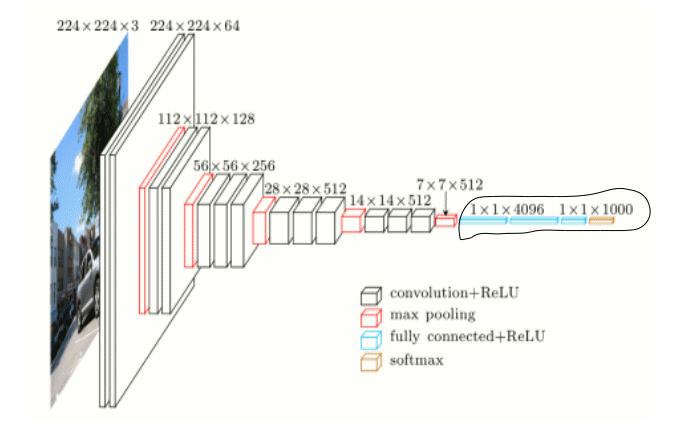 224×224×3 224×224×64
112×112×128
56×56×256
28×28×512
14×14×512
7×7×512
1×1×4096 1×1×1000
convolution+ReLU
max pooling
fully connected+ReLU
softmax